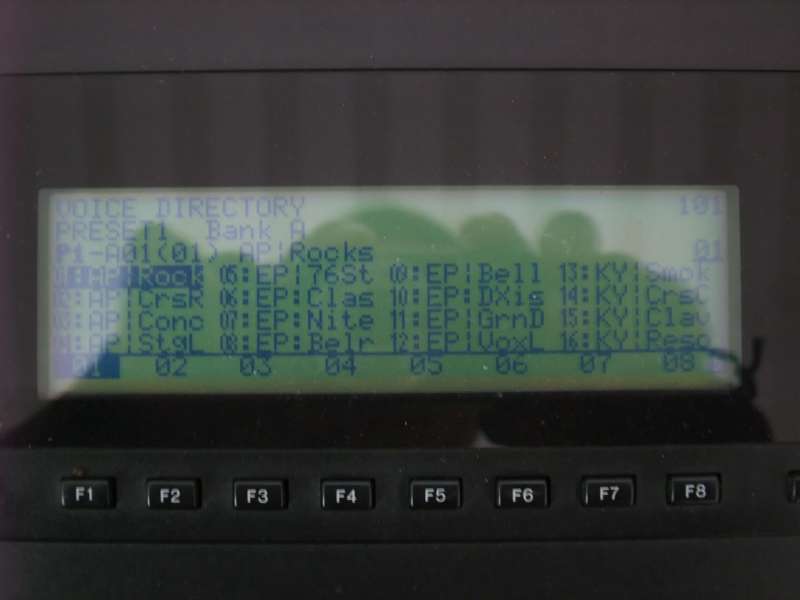 VOICE DIRECTORY 101
PRESET1 Bank A
P1-A01(01) AP¦Rocks 01
01:AP¦Rock 05:EP¦76St 09:EP¦Bell 13:KY¦Smok
02:AP¦CrsR 06:EP:Clas 10:EP:DXis 14:KY¦CrsC
03:AP¦Conc 07:EP:Nite 11:EP¦GrnD 15:KY¦Clav
04:AP¦StgL 08:EP:Belr 12:EP¦VoxL 16:KY¦Reso
01 02 03 04 05 06 07 08
F1 F2 F3 F4 F5 F6 F7 F8